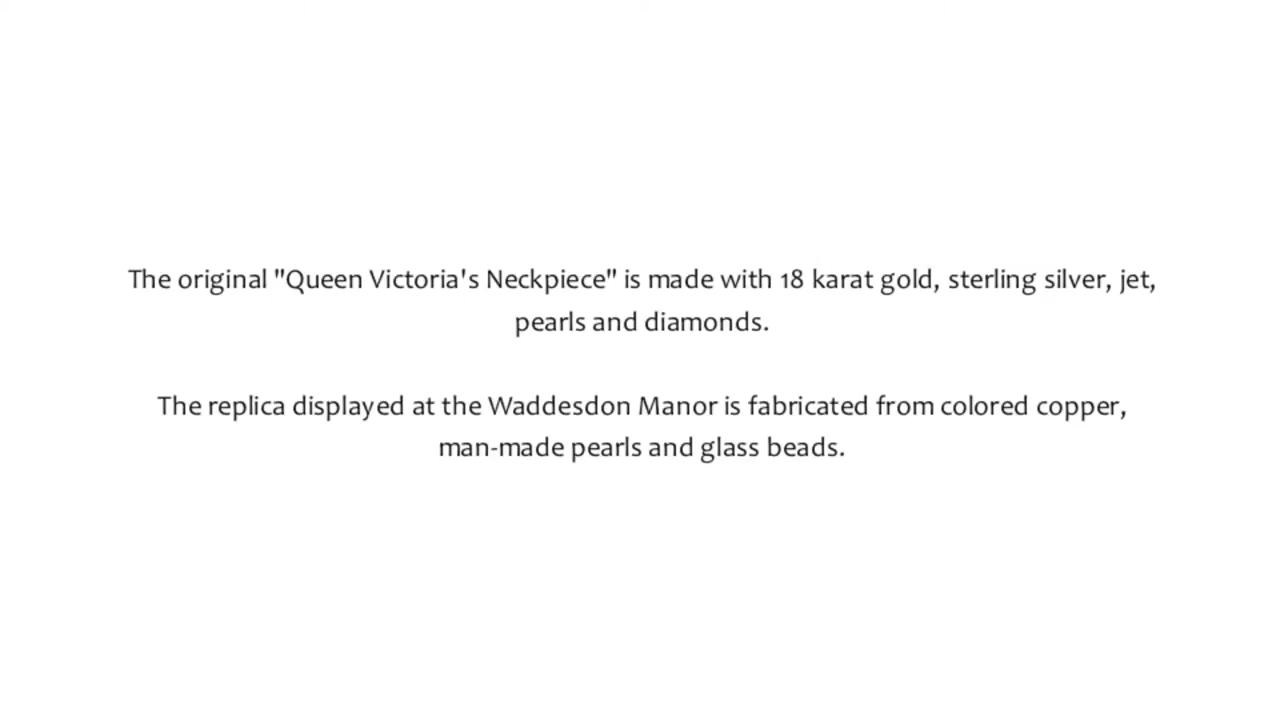 The original "Queen Victoria's Neckpiece" is made with 18 karat gold, sterling silver, jet,
pearls and diamonds.
The replica displayed at the Waddesdon Manor is fabricated from colored copper,
man-made pearls and glass beads.